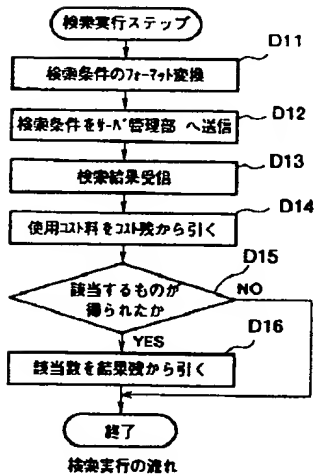 検索実行ステップ
D11
検索条件のフォーマット変換
D12
検索条件をサーバ管理部 へ送信
D13
検索結果受信
D14
使用コスト料をコスト残から引く
D15
該当するものが
得られたか
NO
YES
D16
該当数を結果残から引く
終了
検索実行の流れ